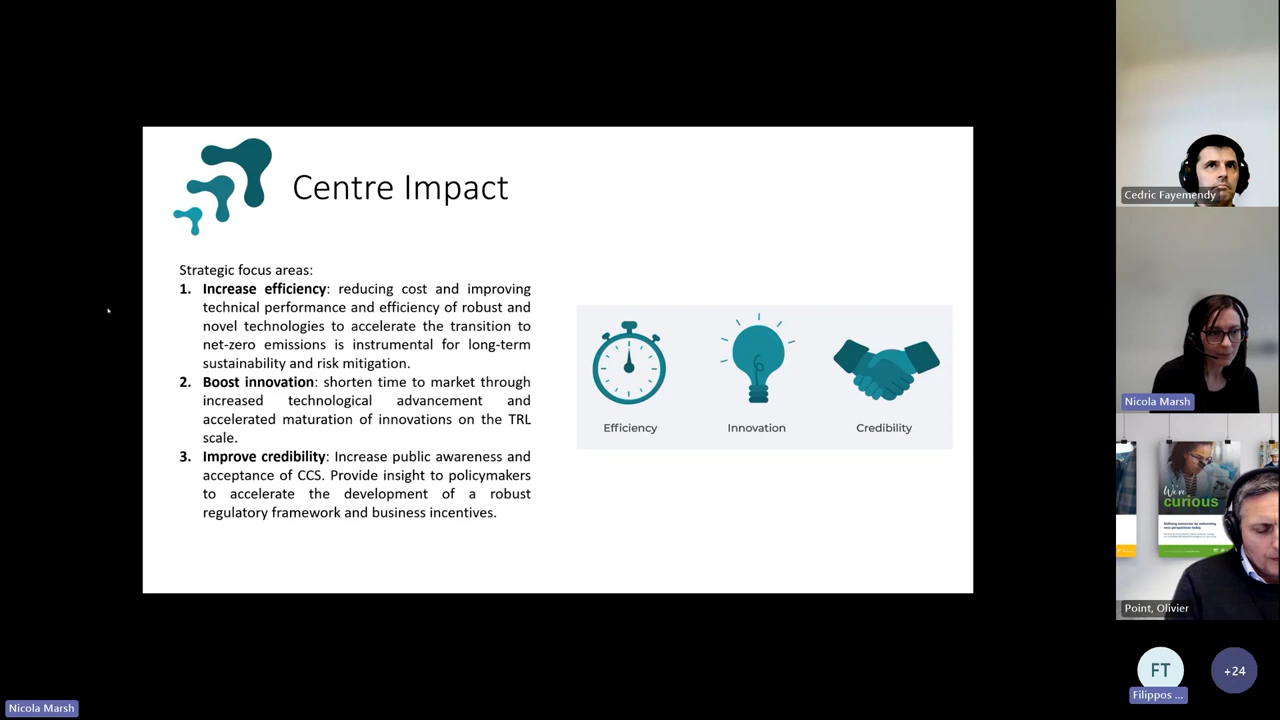 Centre Impact
Strategic focus areas:
1. Increase efficiency: reducing cost and improving
technical performance and efficiency of robust and
novel technologies to accelerate the transition to
net-zero emissions is instrumental for long-term
sustainability and risk mitigation.
2. Boost innovation: shorten time to market through
increased technological advancement and
accelerated maturation of innovations on the TRL
scale.
3. Improve credibility: Increase public awareness and
acceptance of CCS. Provide insight to policymakers
to accelerate the development of a robust
regulatory framework and business incentives.
Efficiency
Innovation
Credibility
Cedric Fayemendy
Nicola Marsh
We're
curious
Point, Olivier
FT
+24
Filippos ...
Nicola Marsh